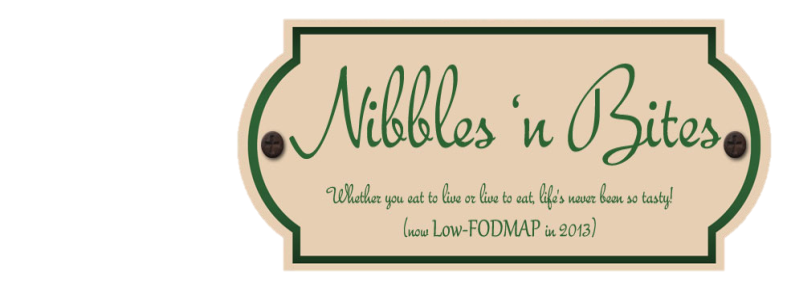 Nibbles 'n Bites
Whether you eat to live or live to eat, life's never been so tasty!
(now Low-FODMAP in 2013)